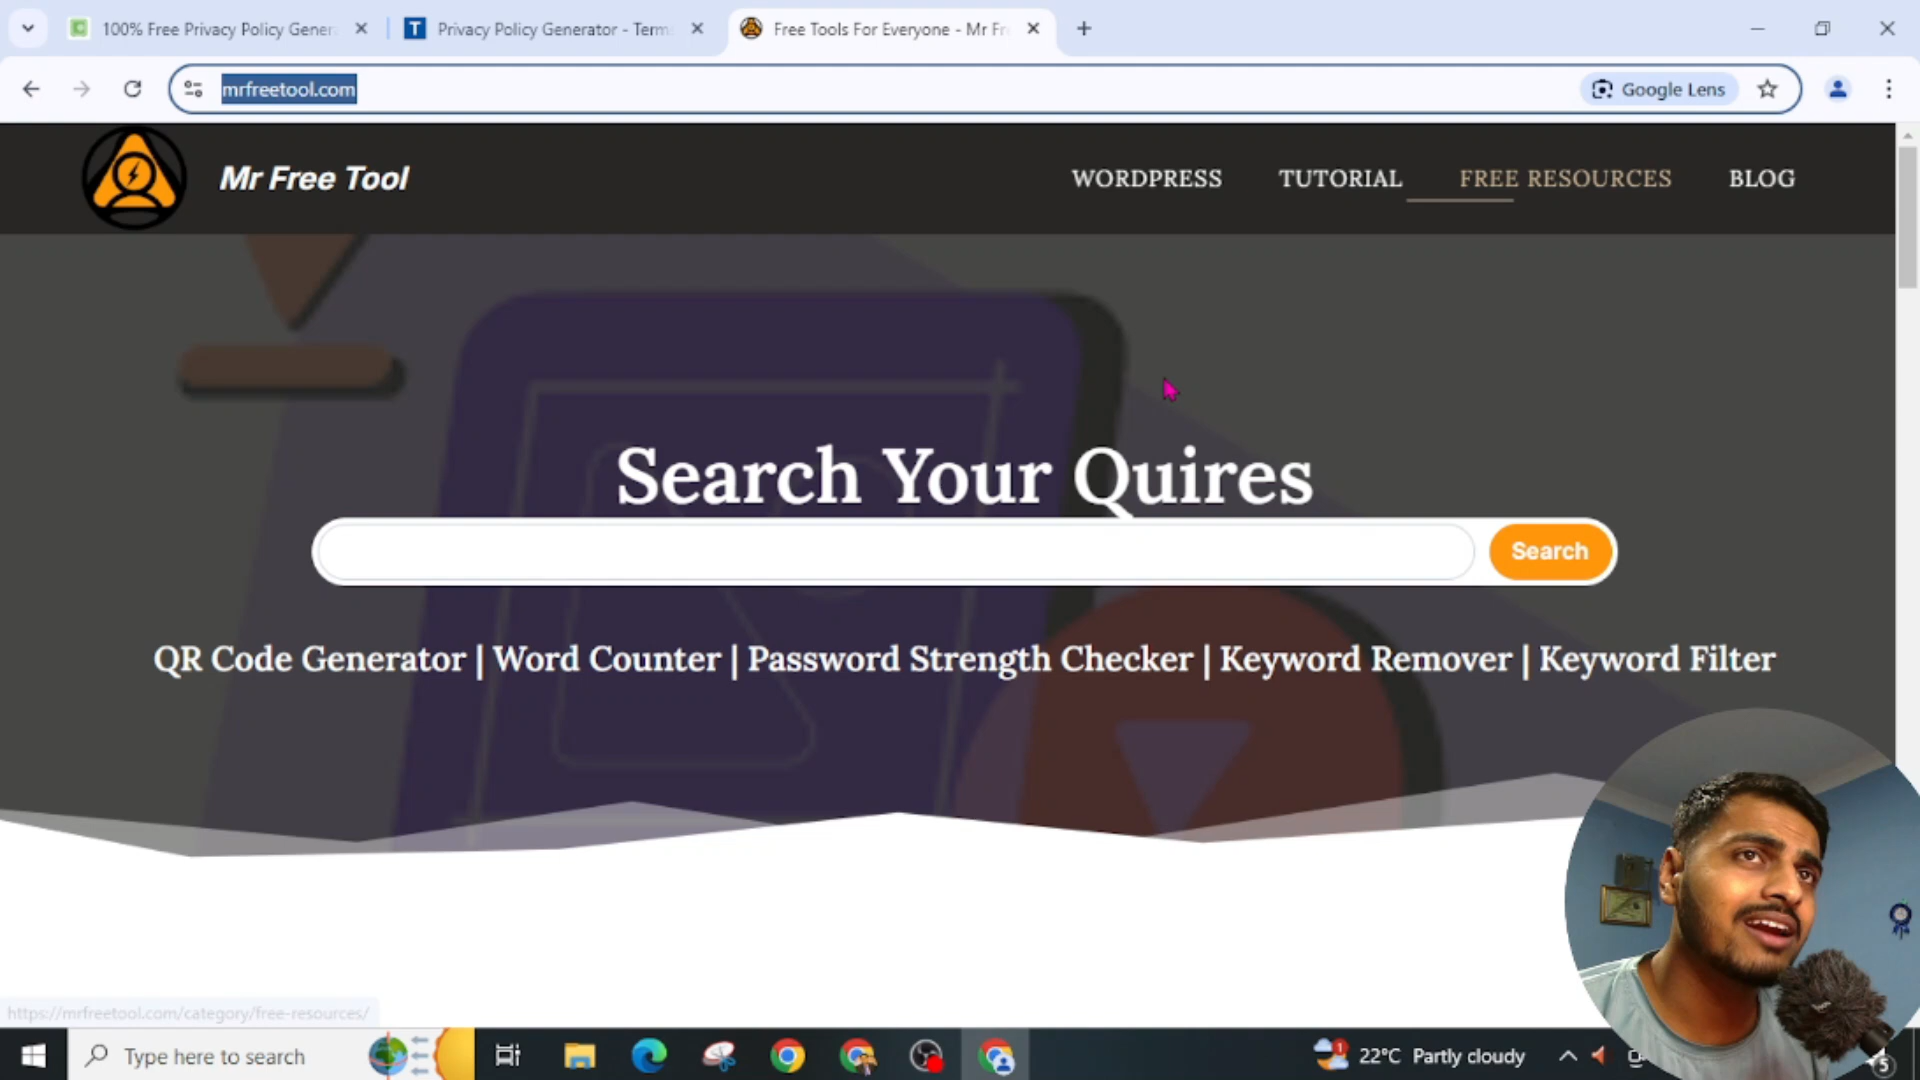 100% Free Privacy Policy Gener
Privacy Policy Generator - Term
Free Tools For Everyone - Mr Fr
mrfreetool.com
Google Lens
Mr Free Tool
WORDPRESS
TUTORIAL
FREE RESOURCES
BLOG
Search Your Quires
Search
QR Code Generator | Word Counter | Password Strength Checker | Keyword Remover | Keyword Filter
https://mrfreetool.com/category/free-resources/
Type here to search
22°C Partly cloudy
5